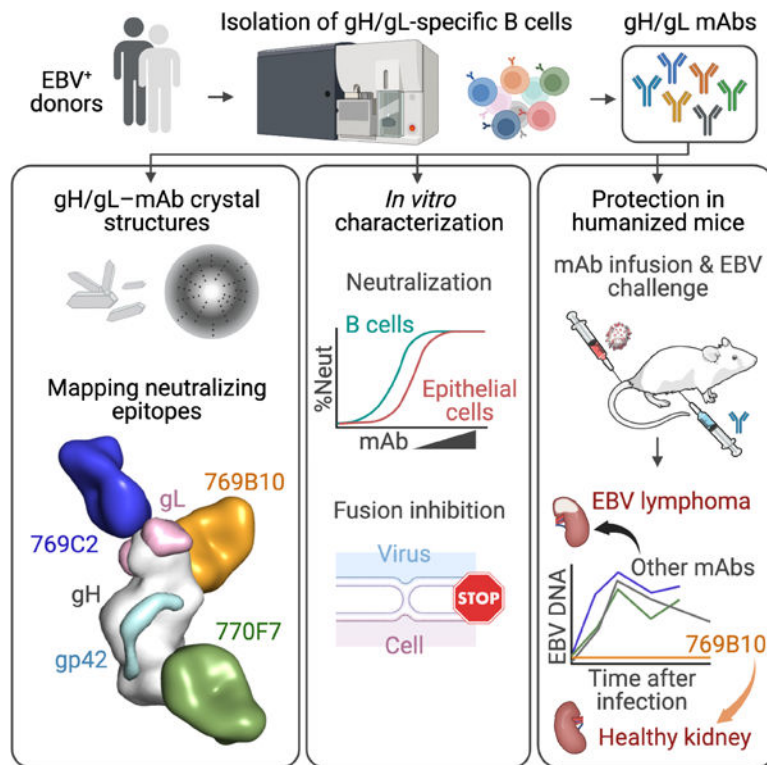 Isolation of gH/gL-specific B cells
gH/gL mAbs
EBV⁺
donors
gH/gL–mAb crystal
structures
Mapping neutralizing
epitopes
769B10
gL
769C2
gH
gp42
770F7
In vitro
characterization
Neutralization
B cells
Epithelial
cells
%Neut
mAb
Fusion inhibition
Virus
STOP
Cell
Protection in
humanized mice
mAb infusion & EBV
challenge
EBV lymphoma
Other mAbs
EBV DNA
769B10
Time after
infection
Healthy kidney